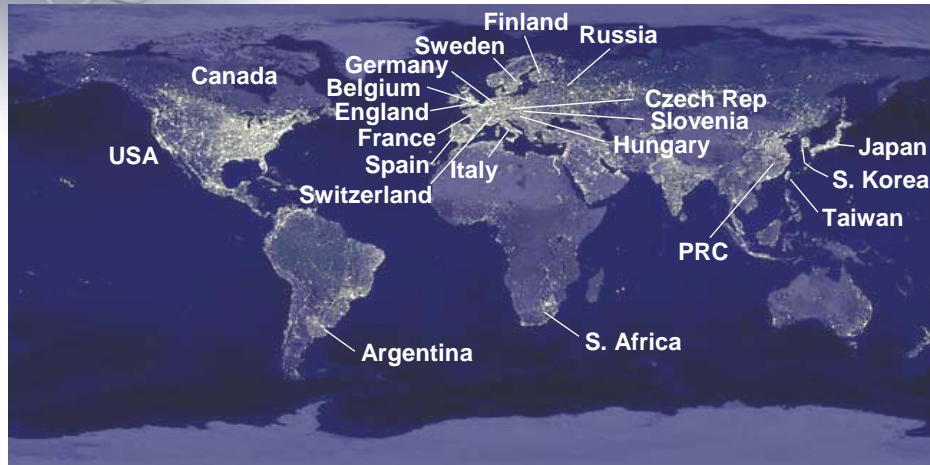 Finland
Sweden
Russia
Germany
Canada
Belgium
Czech Rep
England
Slovenia
France
Hungary
Japan
USA
Spain
Italy
S. Korea
Switzerland
Taiwan
PRC
S. Africa
Argentina